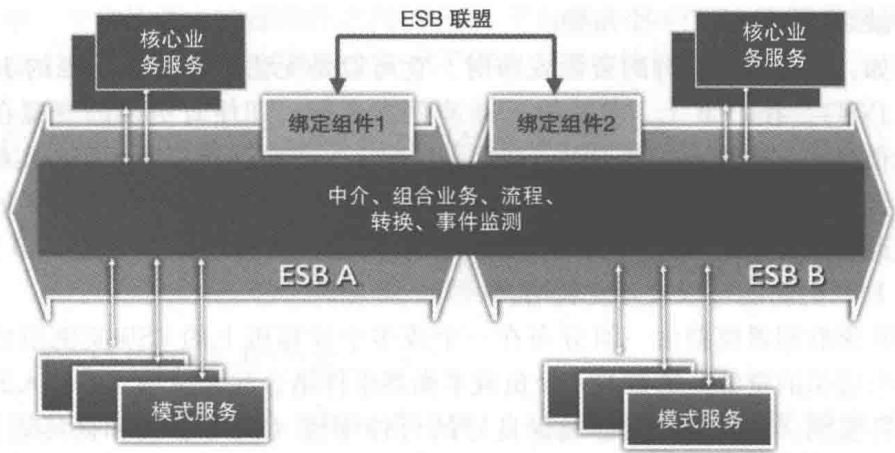 ESB 联盟
核心业
务服务
核心业
务服务
绑定组件1
绑定组件2
中介、组合业务、流程、
转换、事件监测
ESB A
ESB B
模式服务
模式服务